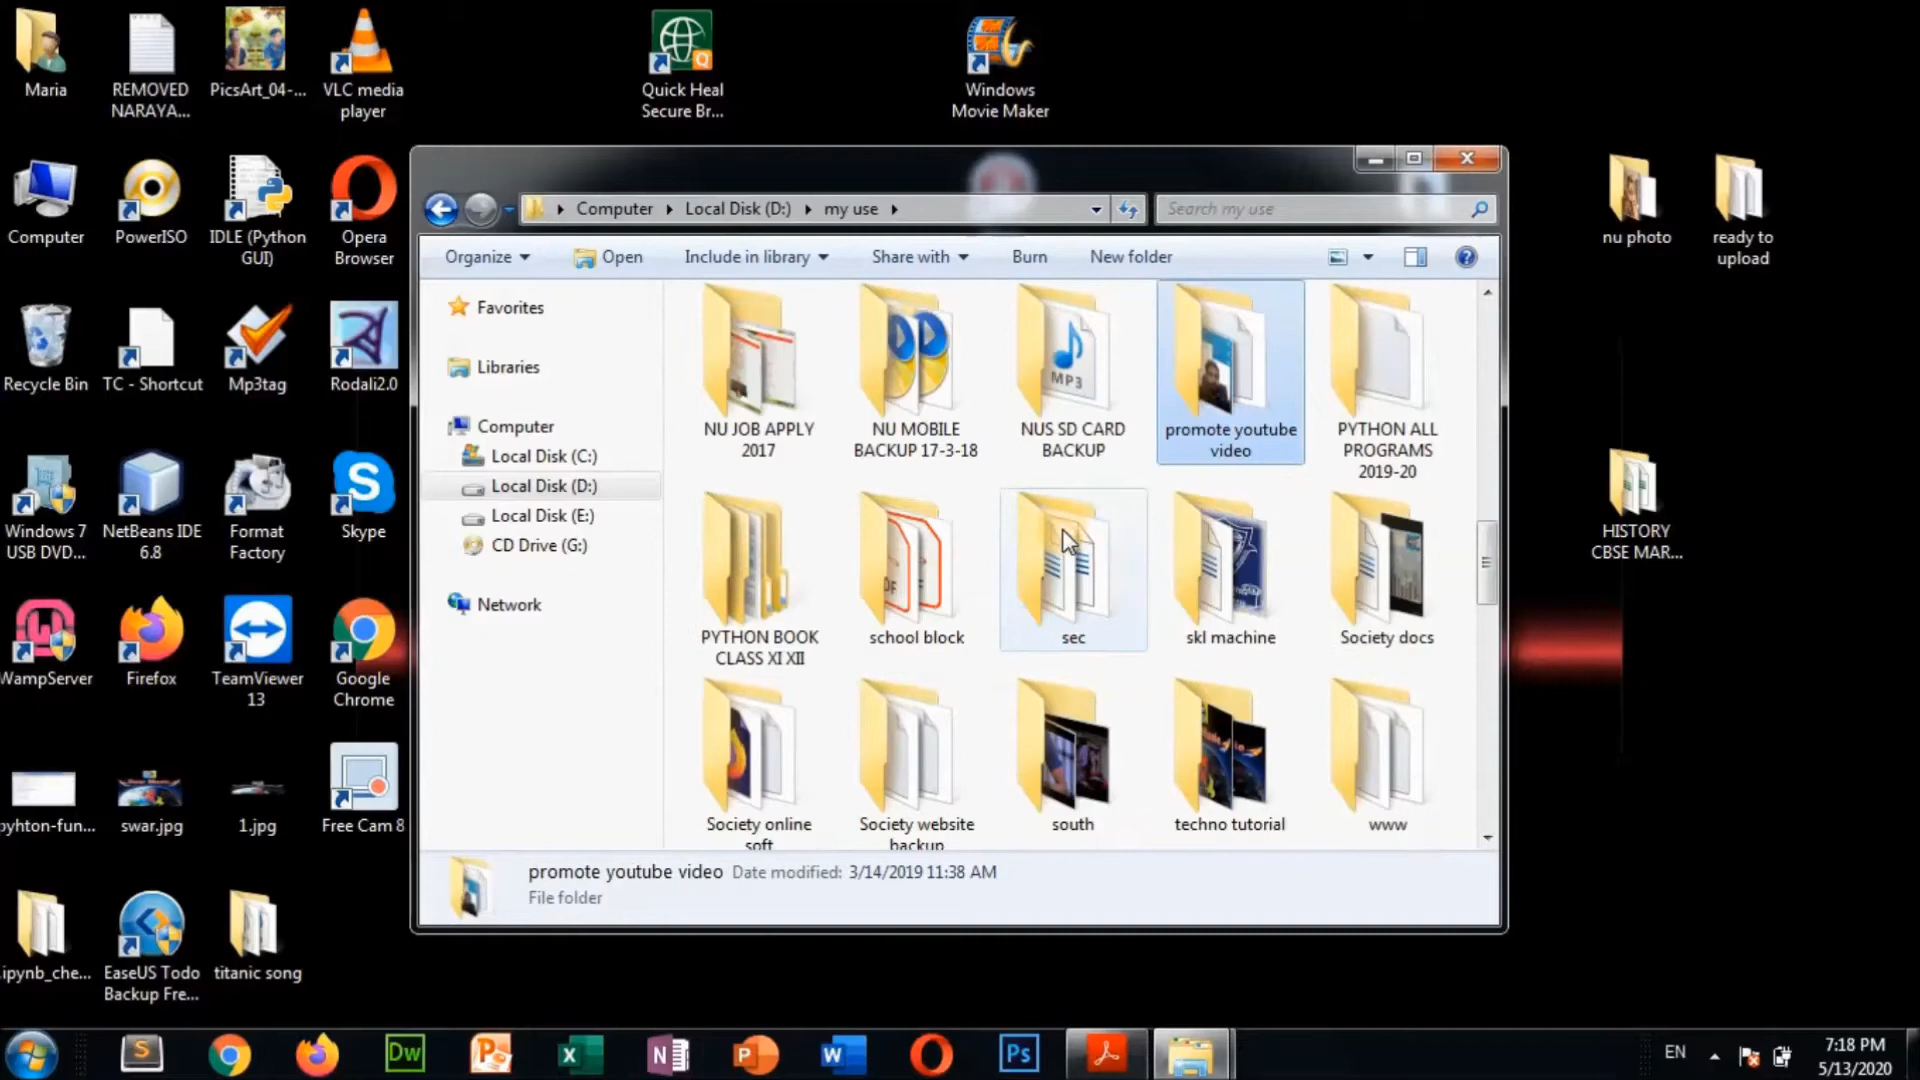 Maria
REMOVED
NARAYA...
PicsArt_04-...
VLC media
player
Quick Heal
Secure Br...
Windows
Movie Maker
Computer
PowerISO
IDLE (Python
GUI)
Opera
Browser
nu photo
ready to
upload
Recycle Bin
TC - Shortcut
Mp3tag
Rodali2.0
Windows 7
USB DVD...
NetBeans IDE
6.8
Format
Factory
Skype
HISTORY
CBSE MAR...
WampServer
Firefox
TeamViewer
13
Google
Chrome
pyhton-fun...
swar.jpg
1.jpg
Free Cam 8
.ipynb_che...
EaseUS Todo
Backup Fre...
titanic song
Computer
Local Disk (D:)
my use
Search my use
Organize
Open
Include in library
Share with
Burn
New folder
Favorites
Libraries
Computer
Local Disk (C:)
Local Disk (D:)
Local Disk (E:)
CD Drive (G:)
Network
MP3
NU JOB APPLY
2017
NU MOBILE
BACKUP 17-3-18
NUS SD CARD
BACKUP
promote youtube
video
PYTHON ALL
PROGRAMS
2019-20
PYTHON BOOK
CLASS XI XII
school block
sec
skl machine
Society docs
Society online
soft
Society website
backup
south
techno tutorial
www
promote youtube video Date modified: 3/14/2019 11:38 AM
File folder
S
Dw
P
X
N
P
W
Ps
EN
7:18 PM
5/13/2020